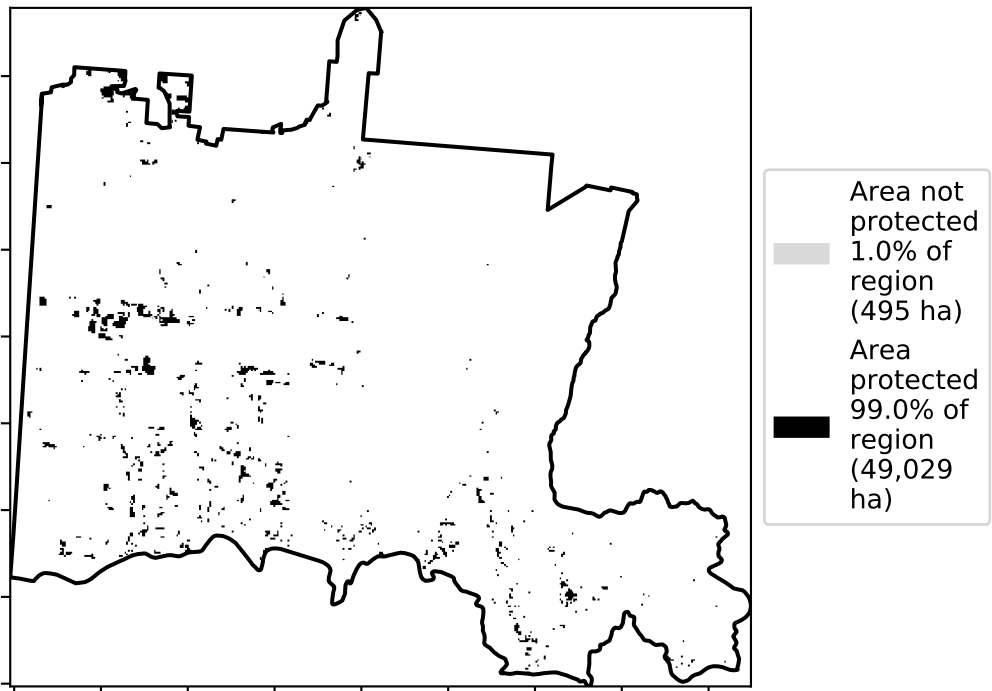 Area not
protected
1.0% of
region
(495 ha)
Area
protected
99.0% of
region
(49,029
ha)